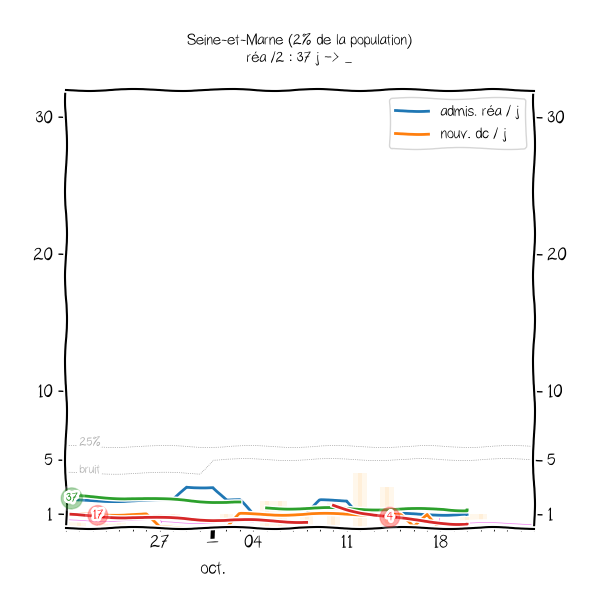 Seine-et-Marne (2% de la population)
réa /2 : 37 j -> _
admis. réa / j
nouv. dc / j
30 30
20 20
10 10
25%
5 5
bruit
37
17
4
1 1
27 04 11 18
oct.